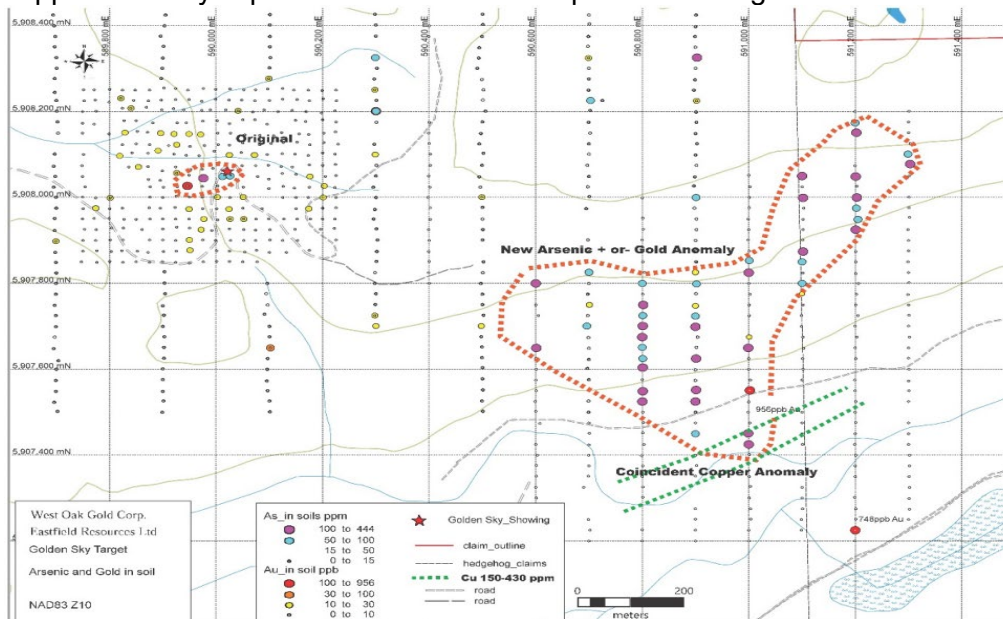 589,800 mE
590,000 mE
590,200 mE
590,400 mE
590,600 mE
590,800 mE
591,000 mE
591,200 mE
591,400 mE
5,908,400 mN
5,908,200 mN
Original
5,908,000 mN
New Arsenic + or- Gold Anomaly
5,907,800 mN
5,907,600 mN
956ppb Au
5,907,400 mN
Coincident Copper Anomaly
748ppb Au
West Oak Gold Corp.
Eastfield Resources Ltd
Golden Sky Target
Arsenic and Gold in soil
NAD83 Z10
As_in soils ppm
100 to 444
50 to 100
15 to 50
0 to 15
Au_in soil ppb
100 to 956
30 to 100
10 to 30
0 to 10
Golden Sky_Showing
claim_outline
hedgehog_claims
Cu 150-430 ppm
road
road
0 200
meters